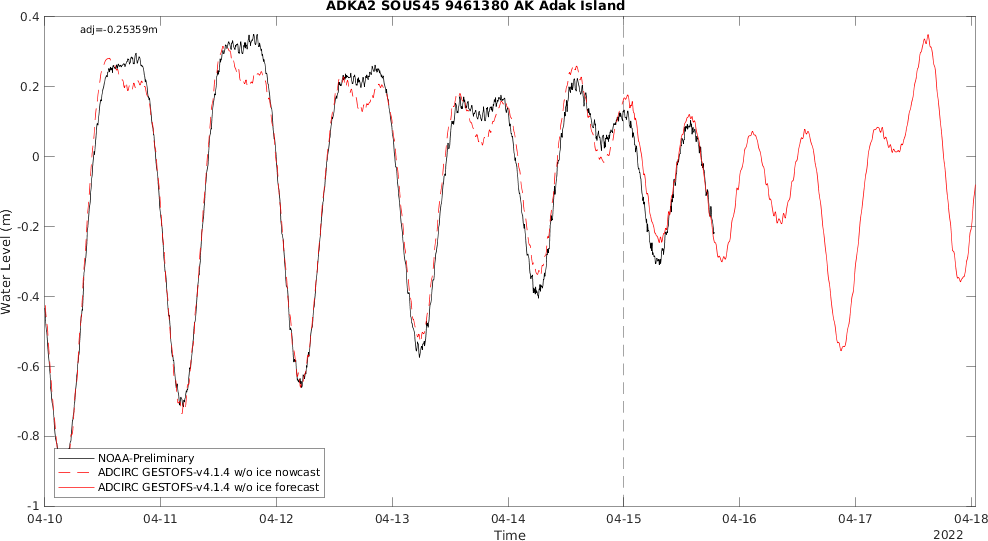 ADKA2 SOUS45 9461380 AK Adak Island
adj=-0.25359m
0.4
0.2
0
-0.2
-0.4
-0.6
-0.8
-1
Water Level (m)
NOAA-Preliminary
ADCIRC GESTOFS-v4.1.4 w/o ice nowcast
ADCIRC GESTOFS-v4.1.4 w/o ice forecast
04-10 04-11 04-12 04-13 04-14 04-15 04-16 04-17 04-18
Time
2022